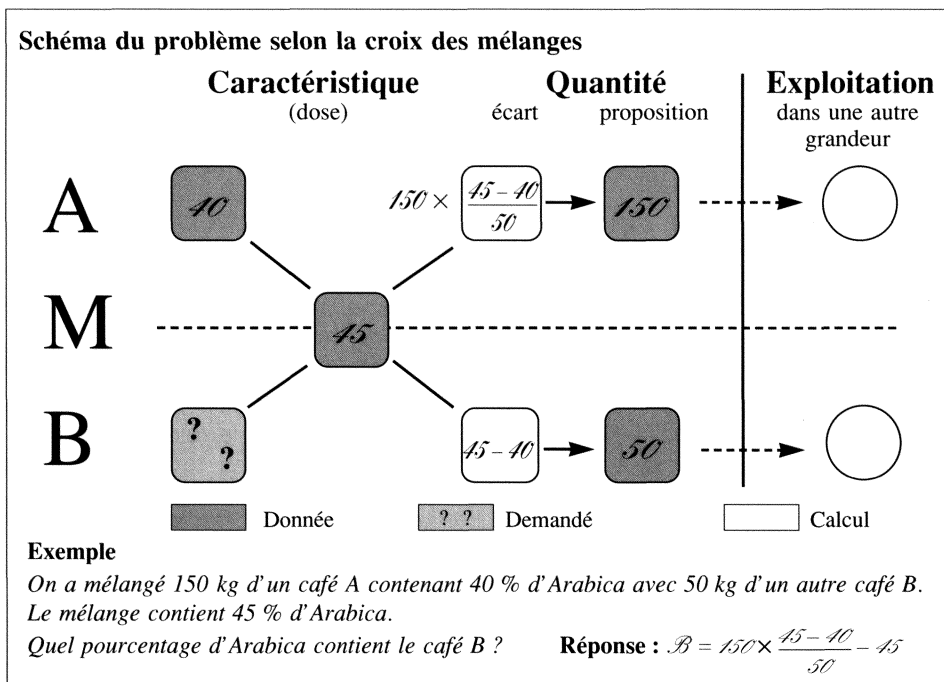 Schéma du problème selon la croix des mélanges
Caractéristique Quantité Exploitation
(dose) écart proposition dans une autre
grandeur
A 40 150 × 45 – 40 / 50 150
M 45
B ? ? 45 – 40 50
Donnée ? ? Demandé Calcul
Exemple
On a mélangé 150 kg d'un café A contenant 40 % d'Arabica avec 50 kg d'un autre café B.
Le mélange contient 45 % d'Arabica.
Quel pourcentage d'Arabica contient le café B ? Réponse : B = 150 × 45 – 40 / 50 – 45